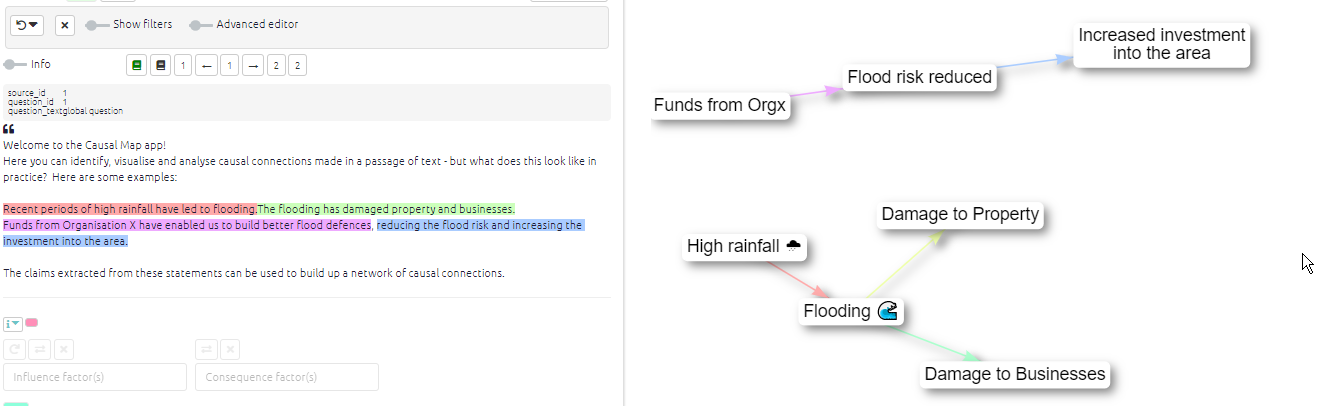 Show filters
Advanced editor
Info
1
1
2
2
source_id 1
question_id 1
question_textglobal question
Welcome to the Causal Map app!
Here you can identify, visualise and analyse causal connections made in a passage of text - but what does this look like in
practice? Here are some examples:
Recent periods of high rainfall have led to flooding.The flooding has damaged property and businesses.
Funds from Organisation X have enabled us to build better flood defences, reducing the flood risk and increasing the
investment into the area.
The claims extracted from these statements can be used to build up a network of causal connections.
Influence factor(s)
Consequence factor(s)
Increased investment
into the area
Flood risk reduced
Funds from Orgx
Damage to Property
High rainfall
Flooding
Damage to Businesses